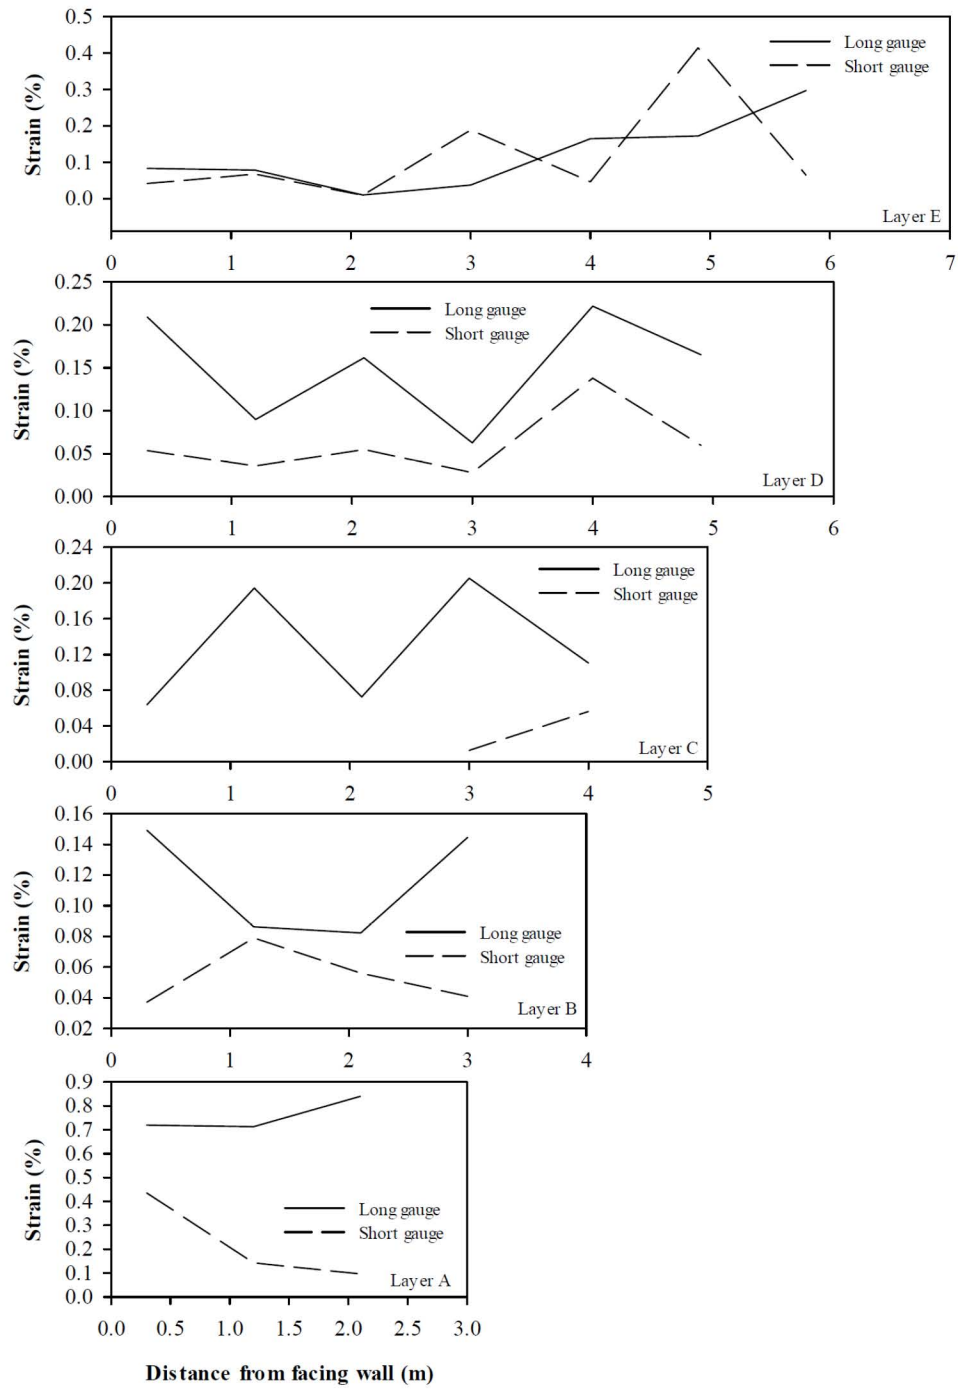 0.5
0.4
0.3
0.2
0.1
0.0
Strain (%)
Long gauge
Short gauge
Layer E
0 1 2 3 4 5 6 7
0.25
0.20
0.15
0.10
0.05
0.00
Strain (%)
Long gauge
Short gauge
Layer D
0 1 2 3 4 5 6
0.24
0.20
0.16
0.12
0.08
0.04
0.00
Strain (%)
Long gauge
Short gauge
Layer C
0 1 2 3 4 5
0.16
0.14
0.12
0.10
0.08
0.06
0.04
0.02
Strain (%)
Long gauge
Short gauge
Layer B
0 1 2 3 4
0.9
0.8
0.7
0.6
0.5
0.4
0.3
0.2
0.1
0.0
Strain (%)
Long gauge
Short gauge
Layer A
0.0 0.5 1.0 1.5 2.0 2.5 3.0
Distance from facing wall (m)